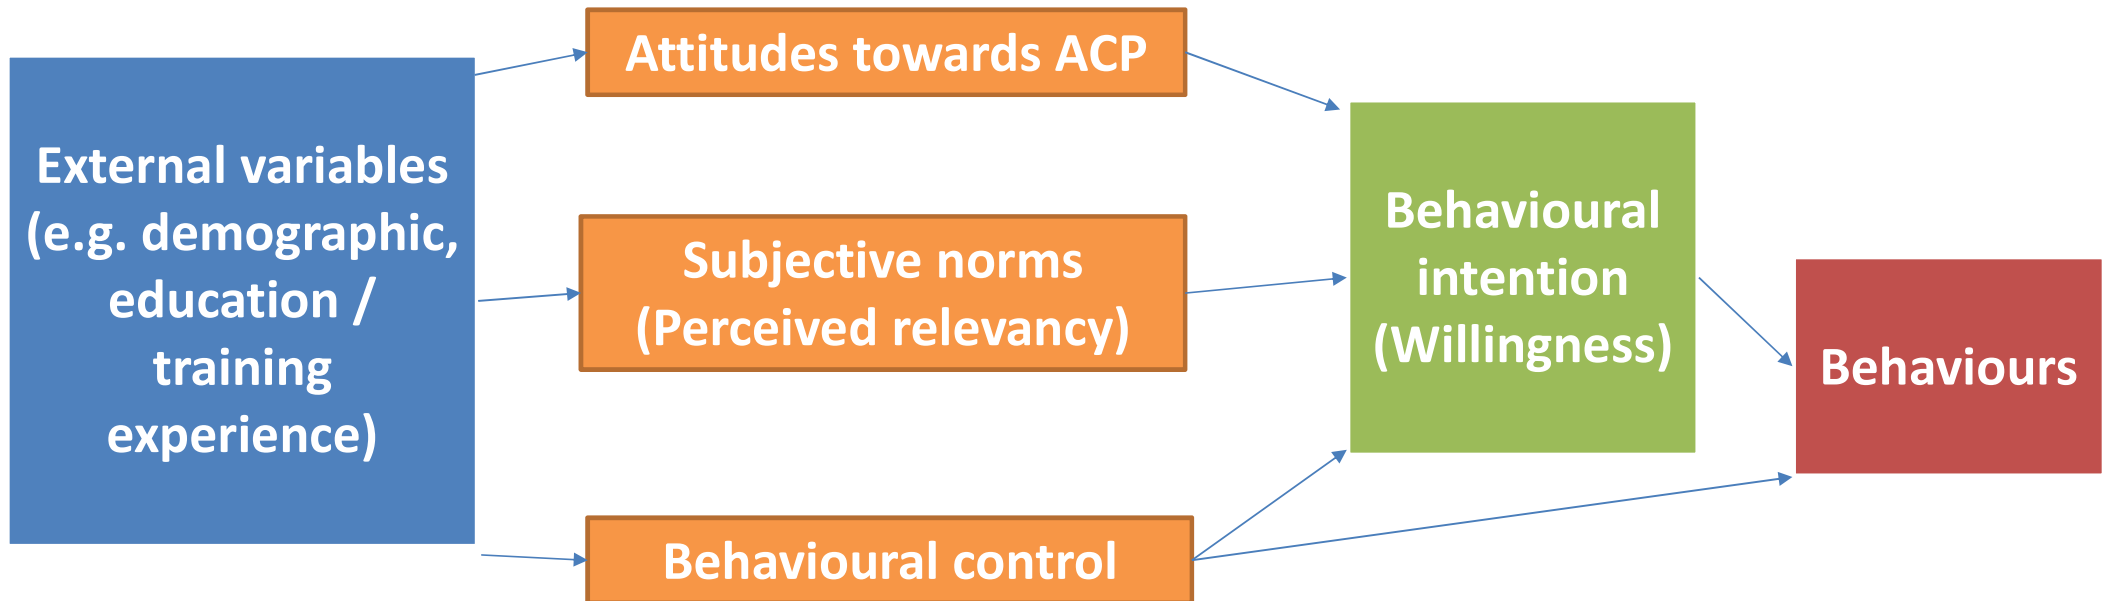 External variables
(e.g. demographic,
education /
training
experience)
Attitudes towards ACP
Subjective norms
(Perceived relevancy)
Behavioural control
Behavioural
intention
(Willingness)
Behaviours